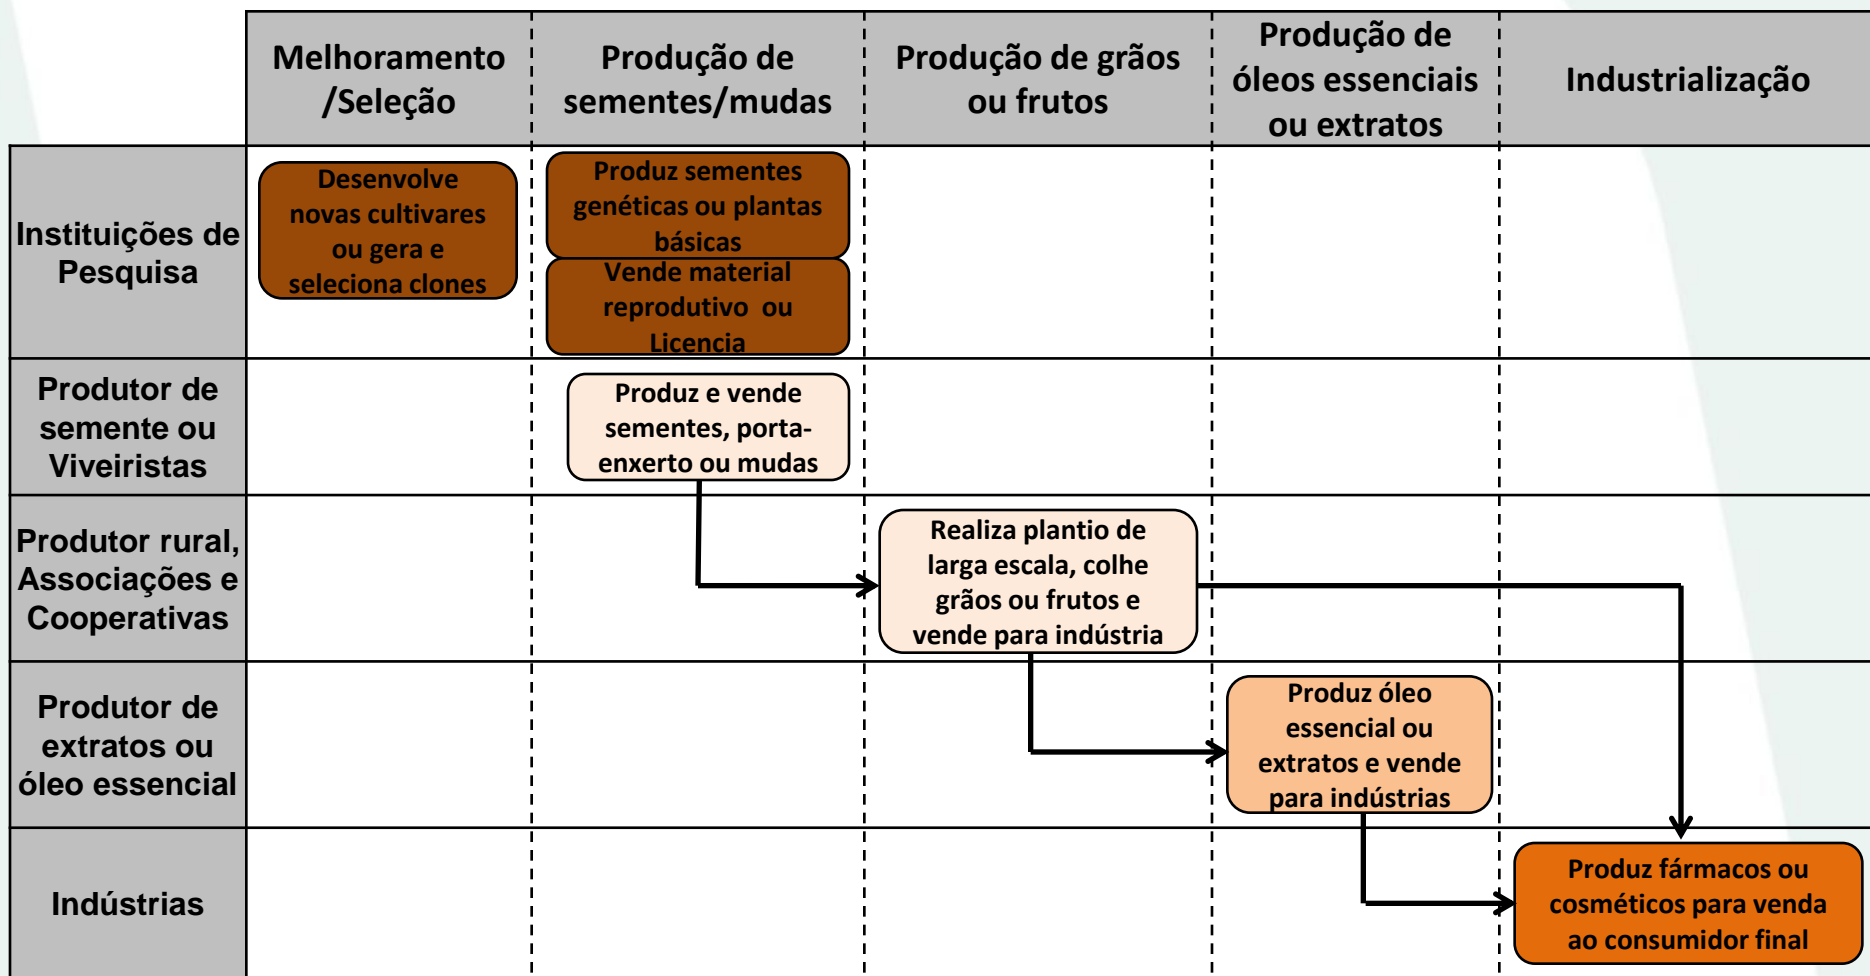 Melhoramento
/Seleção
Produção de
sementes/mudas
Produção de grãos
ou frutos
Produção de
óleos essenciais
ou extratos
Industrialização
Instituições de
Pesquisa
Desenvolve
novas cultivares
ou gera e
seleciona clones
Produz sementes
genéticas ou plantas
básicas
Vende material
reprodutivo ou
Licencia
Produtor de
semente ou
Viveiristas
Produz e vende
sementes, porta-
enxerto ou mudas
Produtor rural,
Associações e
Cooperativas
Realiza plantio de
larga escala, colhe
grãos ou frutos e
vende para indústria
Produtor de
extratos ou
óleo essencial
Produz óleo
essencial ou
extratos e vende
para indústrias
Indústrias
Produz fármacos ou
cosméticos para venda
ao consumidor final